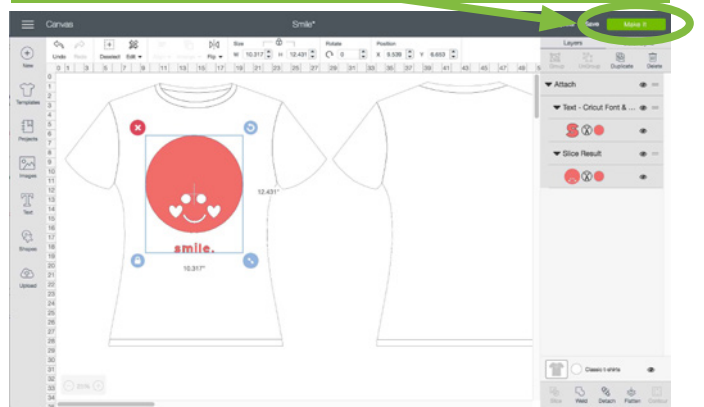 Canvas
Smile*
Save
Make It
New
Templates
Projects
Images
Text
Shapes
Upload
Undo
Redo
Deselect
Edit
Flip
Size
W 10.317 H 12.431
Rotate
0
Position
X 9.539 Y 6.653
12.431"
10.317"
smile.
Layers
Group
UnGroup
Duplicate
Delete
Attach
Text - Cricut Font & ...
Slice Result
Classic t-shirts
Slice
Weld
Detach
Flatten
Contour